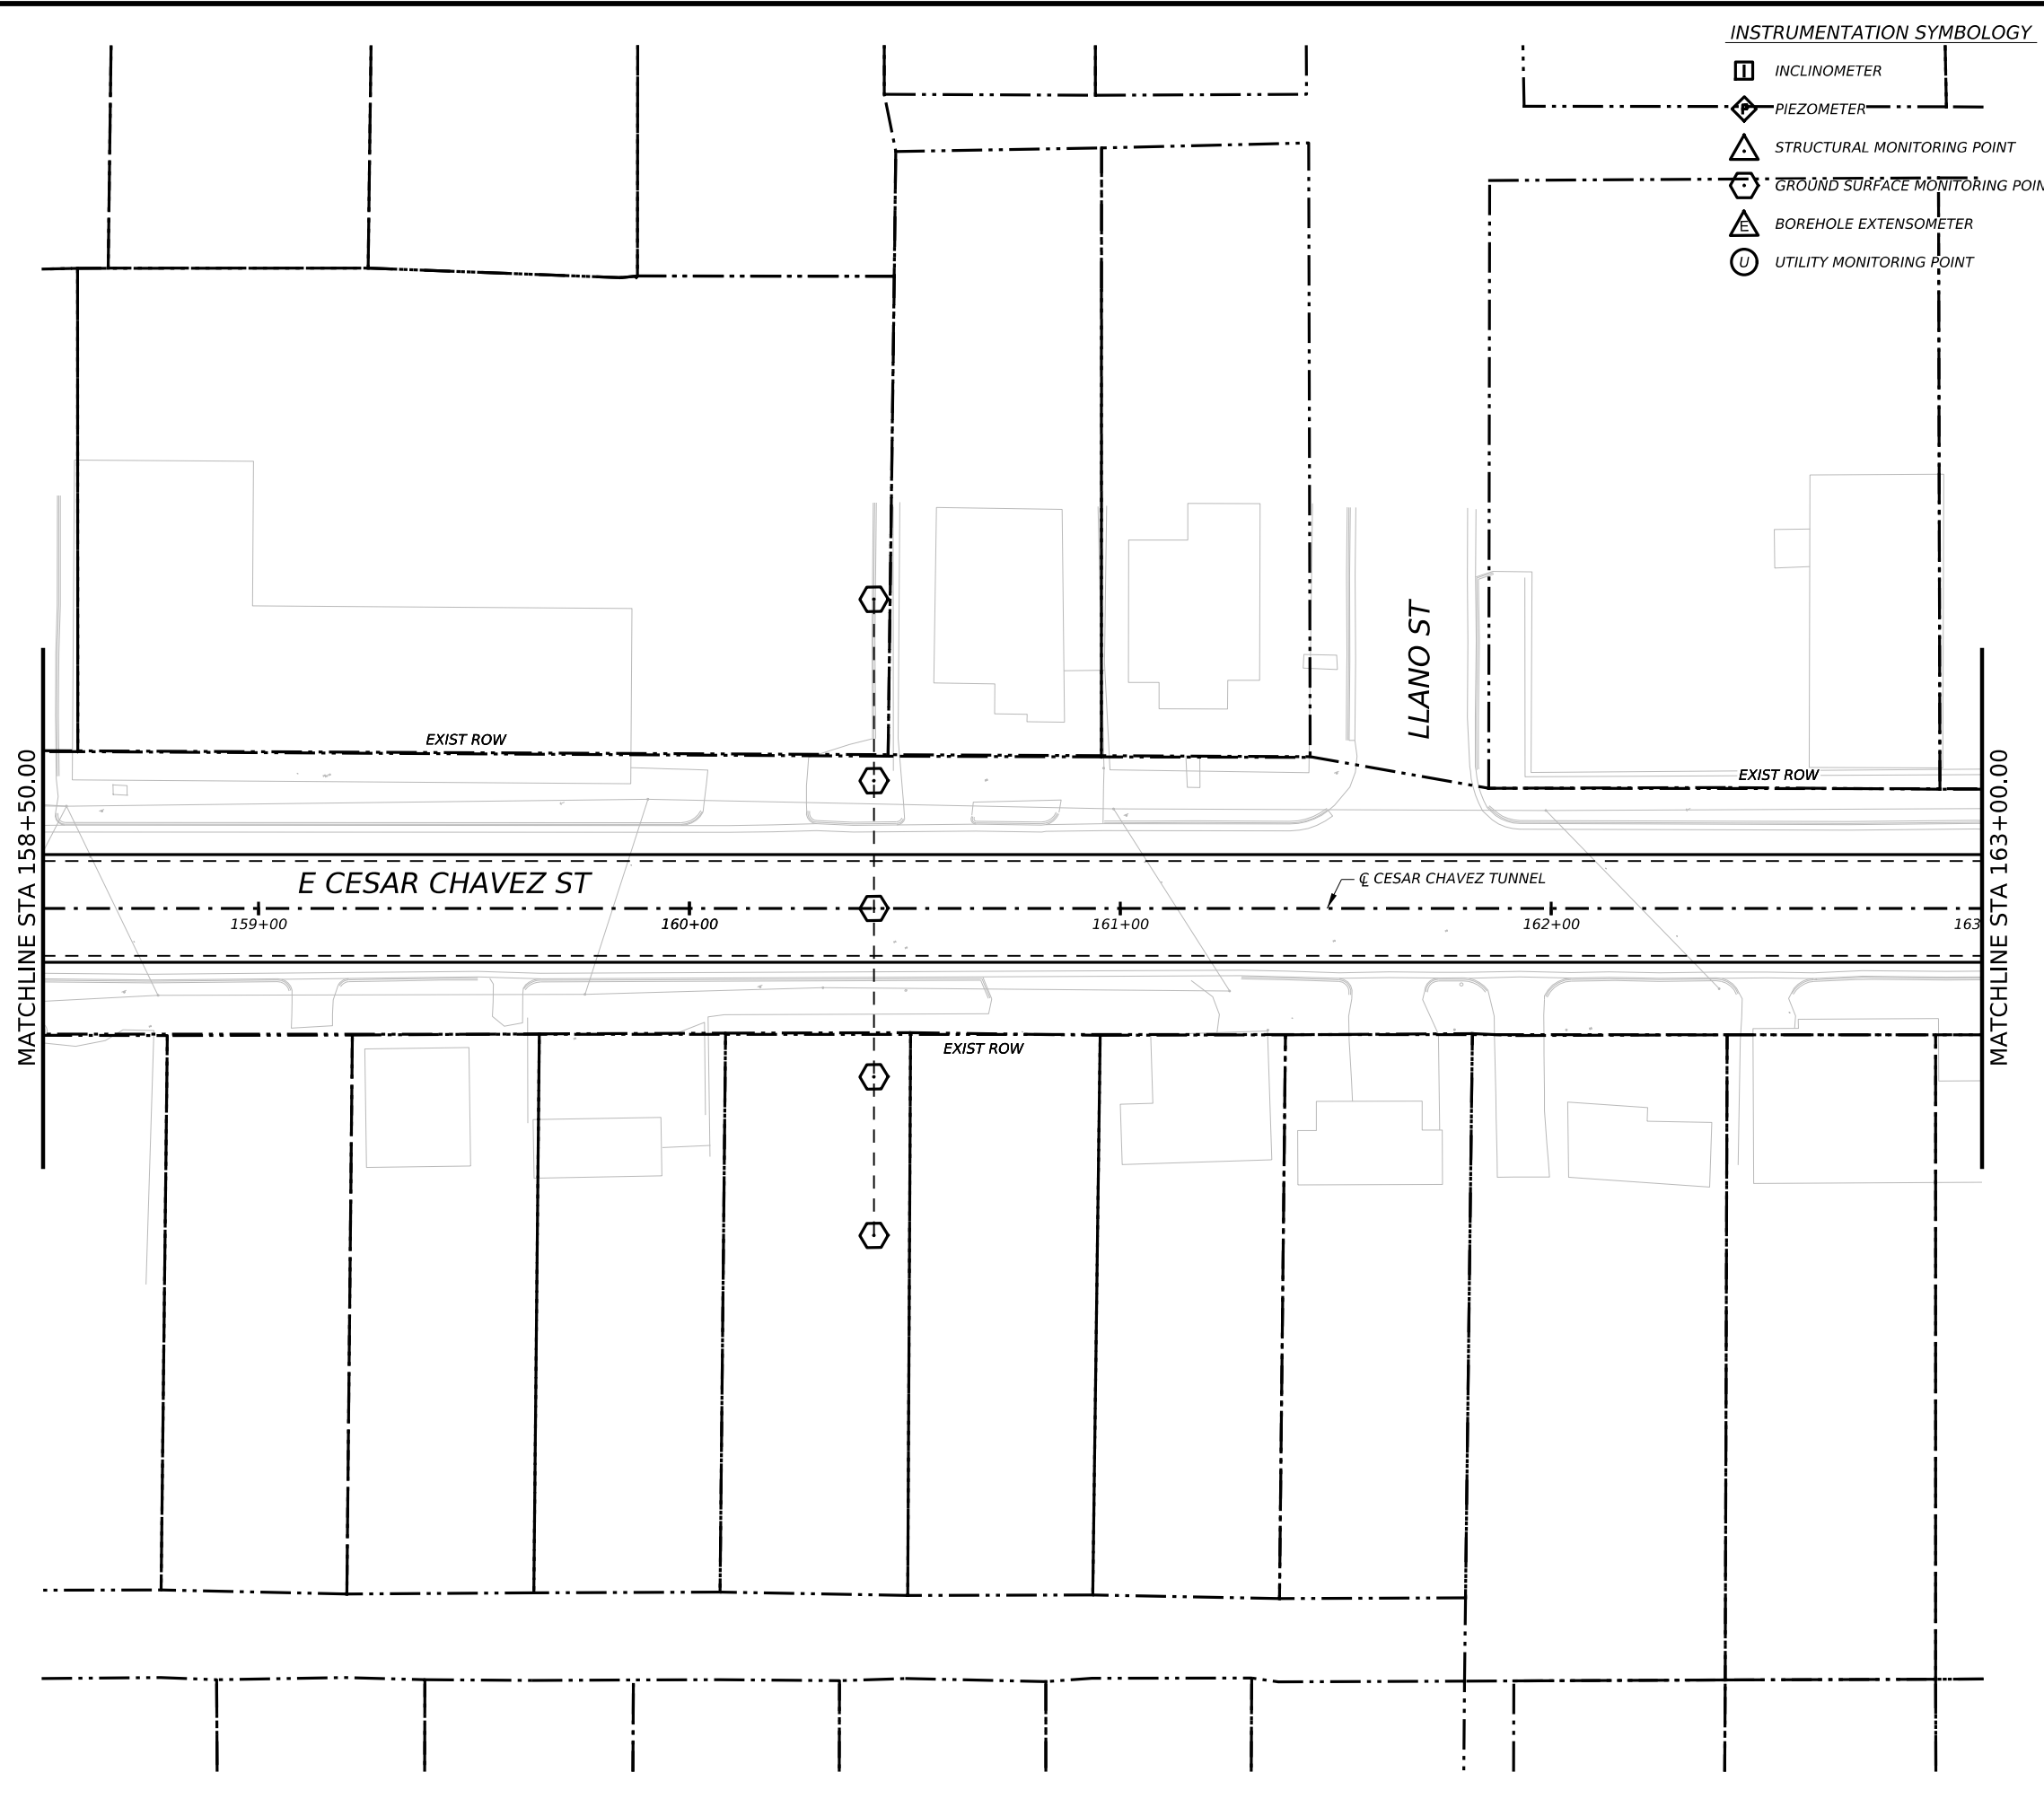 INSTRUMENTATION SYMBOLOGY
I INCLINOMETER
P PIEZOMETER
STRUCTURAL MONITORING POINT
GROUND SURFACE MONITORING POIN
E BOREHOLE EXTENSOMETER
U UTILITY MONITORING POINT
LLANO ST
EXIST ROW
EXIST ROW
MATCHLINE STA 158+50.00
MATCHLINE STA 163+00.00
E CESAR CHAVEZ ST
℄ CESAR CHAVEZ TUNNEL
159+00
160+00
161+00
162+00
163
EXIST ROW